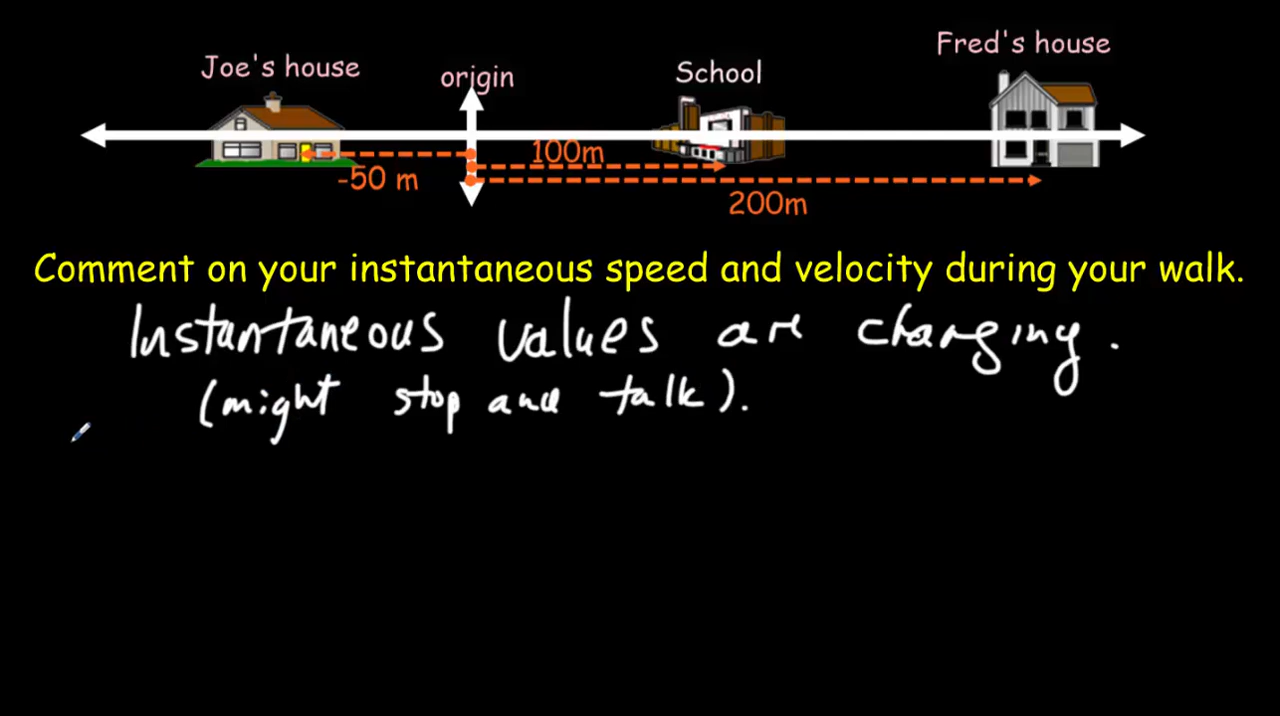 Joe's house
origin
School
Fred's house
-50 m
100m
200m
Comment on your instantaneous speed and velocity during your walk.
Instantaneous values are changing.
(might stop and talk).